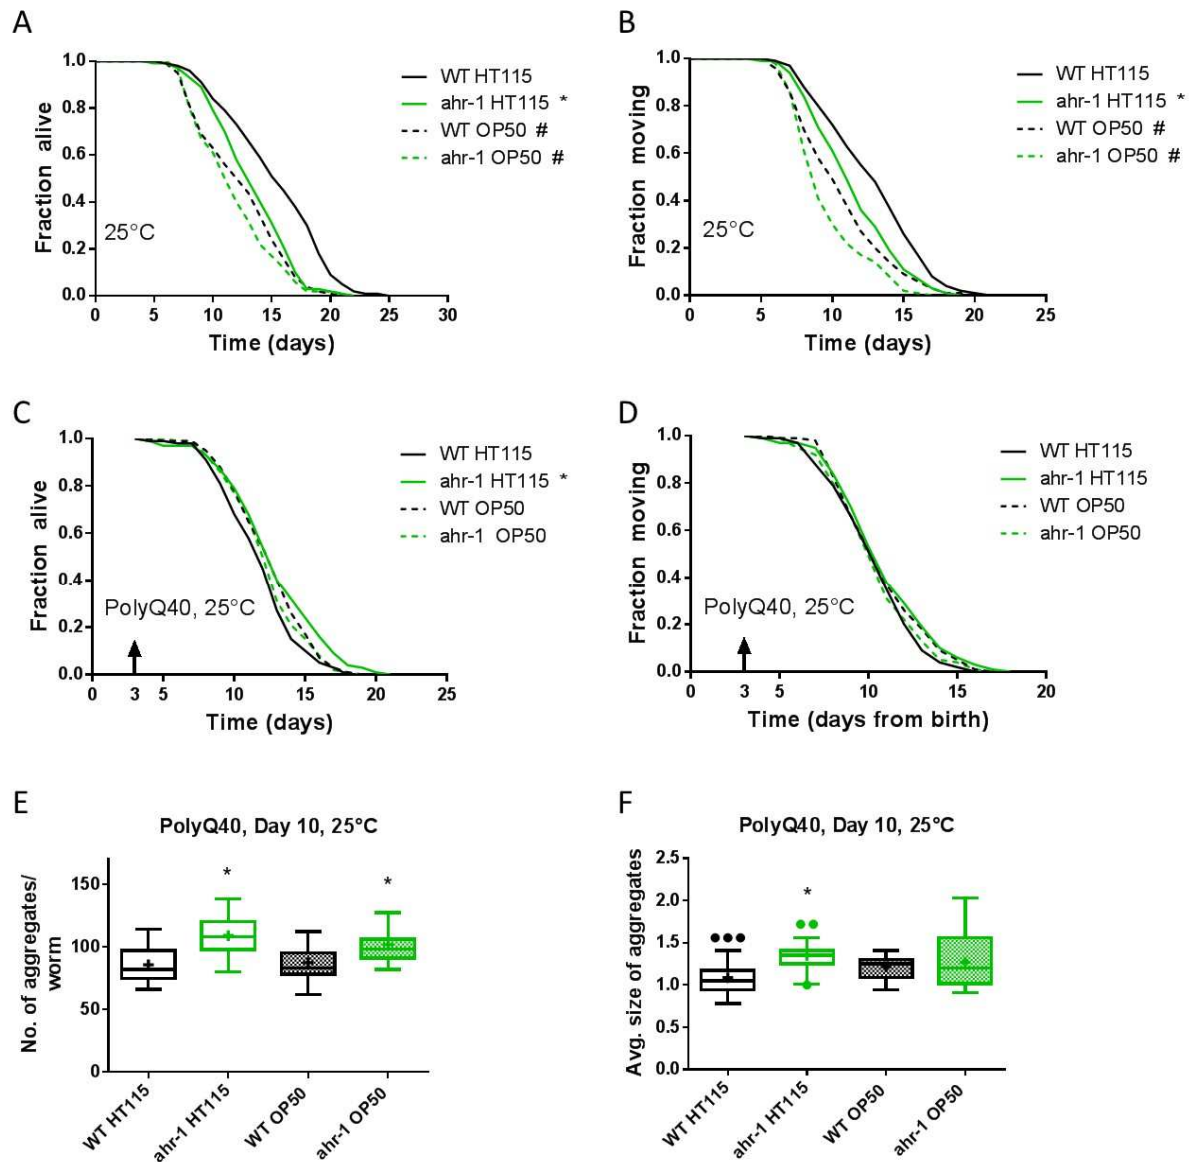 A
1.0
0.8
0.6
0.4
0.2
0.0
Fraction alive
25°C
0 5 10 15 20 25 30
Time (days)
WT HT115
ahr-1 HT115 *
WT OP50 #
ahr-1 OP50 #
B
1.0
0.8
0.6
0.4
0.2
0.0
Fraction moving
25°C
0 5 10 15 20 25
Time (days)
WT HT115
ahr-1 HT115 *
WT OP50 #
ahr-1 OP50 #
C
1.0
0.8
0.6
0.4
0.2
0.0
Fraction alive
PolyQ40, 25°C
0 3 5 10 15 20 25
Time (days)
WT HT115
ahr-1 HT115 *
WT OP50
ahr-1 OP50
D
1.0
0.8
0.6
0.4
0.2
0.0
Fraction moving
PolyQ40, 25°C
0 3 5 10 15 20
Time (days from birth)
WT HT115
ahr-1 HT115
WT OP50
ahr-1 OP50
E
PolyQ40, Day 10, 25°C
No. of aggregates/
worm
150
100
50
0
* *
WT HT115
ahr-1 HT115
WT OP50
ahr-1 OP50
F
PolyQ40, Day 10, 25°C
Avg. size of aggregates
2.5
2.0
1.5
1.0
0.5
0.0
*
WT HT115
ahr-1 HT115
WT OP50
ahr-1 OP50